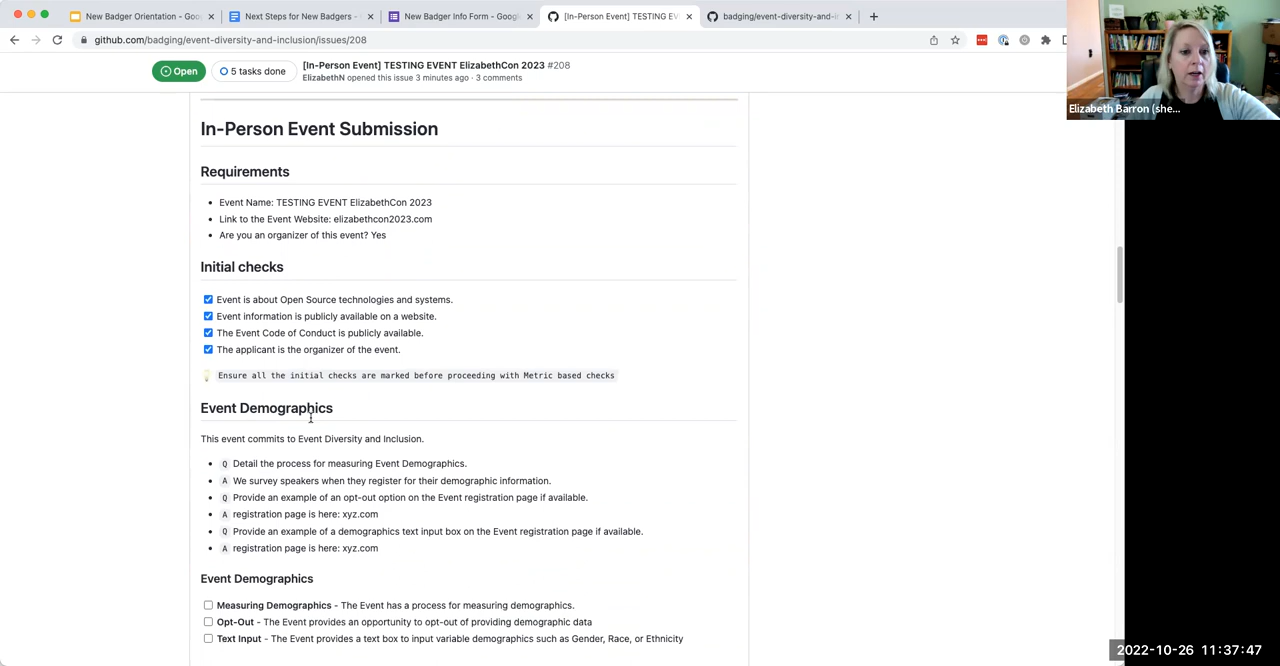 New Badger Orientation - Goo
Next Steps for New Badgers -
New Badger Info Form - Google
[In-Person Event] TESTING EV
badging/event-diversity-and-i
github.com/badging/event-diversity-and-inclusion/issues/208
Open
5 tasks done
[In-Person Event] TESTING EVENT ElizabethCon 2023 #208
ElizabethN opened this issue 3 minutes ago · 3 comments
Elizabeth Barron (she...
In-Person Event Submission
Requirements
• Event Name: TESTING EVENT ElizabethCon 2023
• Link to the Event Website: elizabethcon2023.com
• Are you an organizer of this event? Yes
Initial checks
Event is about Open Source technologies and systems.
Event information is publicly available on a website.
The Event Code of Conduct is publicly available.
The applicant is the organizer of the event.
Ensure all the initial checks are marked before proceeding with Metric based checks
Event Demographics
This event commits to Event Diversity and Inclusion.
• Q Detail the process for measuring Event Demographics.
• A We survey speakers when they register for their demographic information.
• Q Provide an example of an opt-out option on the Event registration page if available.
• A registration page is here: xyz.com
• Q Provide an example of a demographics text input box on the Event registration page if available.
• A registration page is here: xyz.com
Event Demographics
Measuring Demographics - The Event has a process for measuring demographics.
Opt-Out - The Event provides an opportunity to opt-out of providing demographic data
Text Input - The Event provides a text box to input variable demographics such as Gender, Race, or Ethnicity
2022-10-26 11:37:47